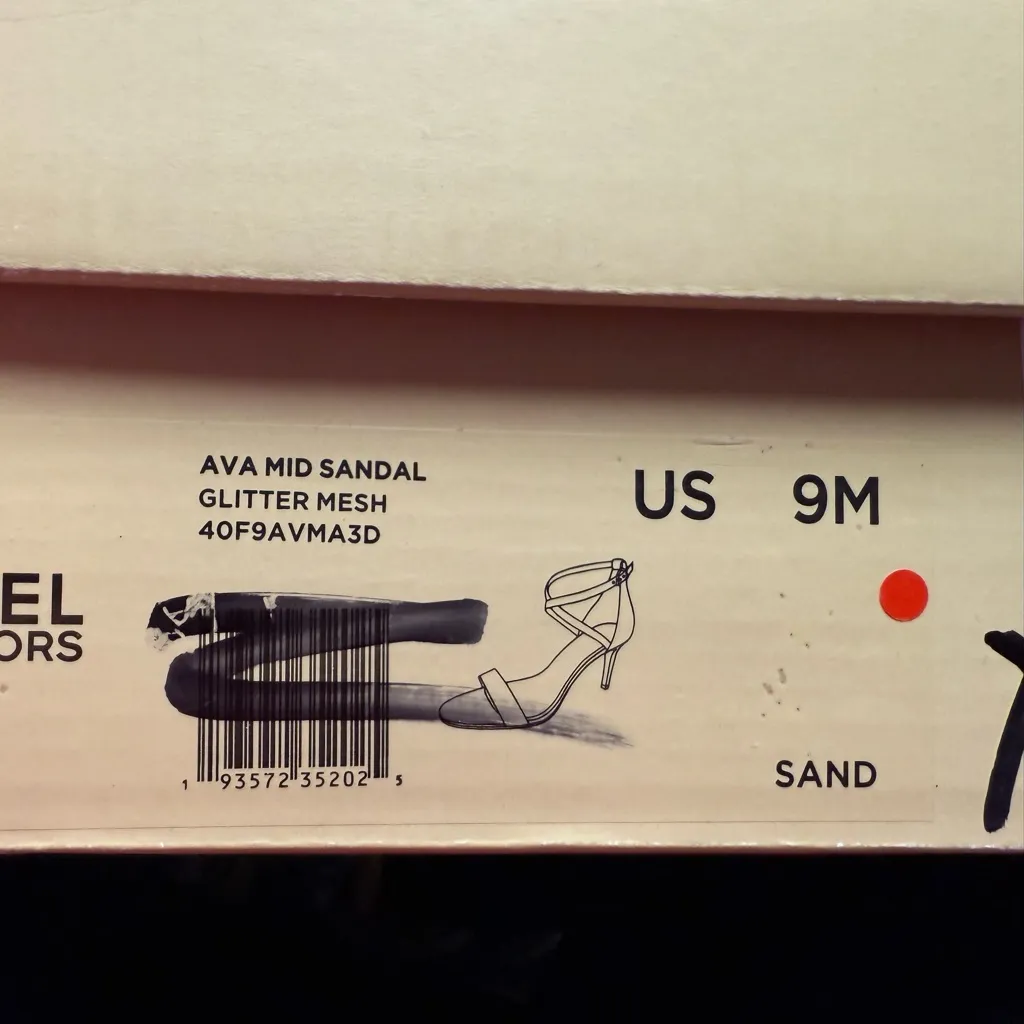 AVA MID SANDAL
GLITTER MESH
40F9AVMA3D
US 9M
EL
ORS
1 93572 35202 5
SAND